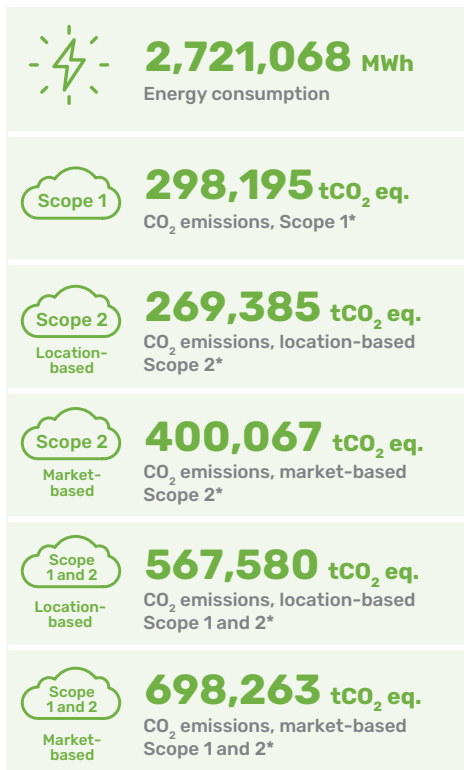 2,721,068 MWh
Energy consumption
Scope 1
298,195 tCO₂ eq.
CO₂ emissions, Scope 1*
Scope 2
Location-
based
269,385 tCO₂ eq.
CO₂ emissions, location-based
Scope 2*
Scope 2
Market-
based
400,067 tCO₂ eq.
CO₂ emissions, market-based
Scope 2*
Scope
1 and 2
Location-
based
567,580 tCO₂ eq.
CO₂ emissions, location-based
Scope 1 and 2*
Scope
1 and 2
Market-
based
698,263 tCO₂ eq.
CO₂ emissions, market-based
Scope 1 and 2*